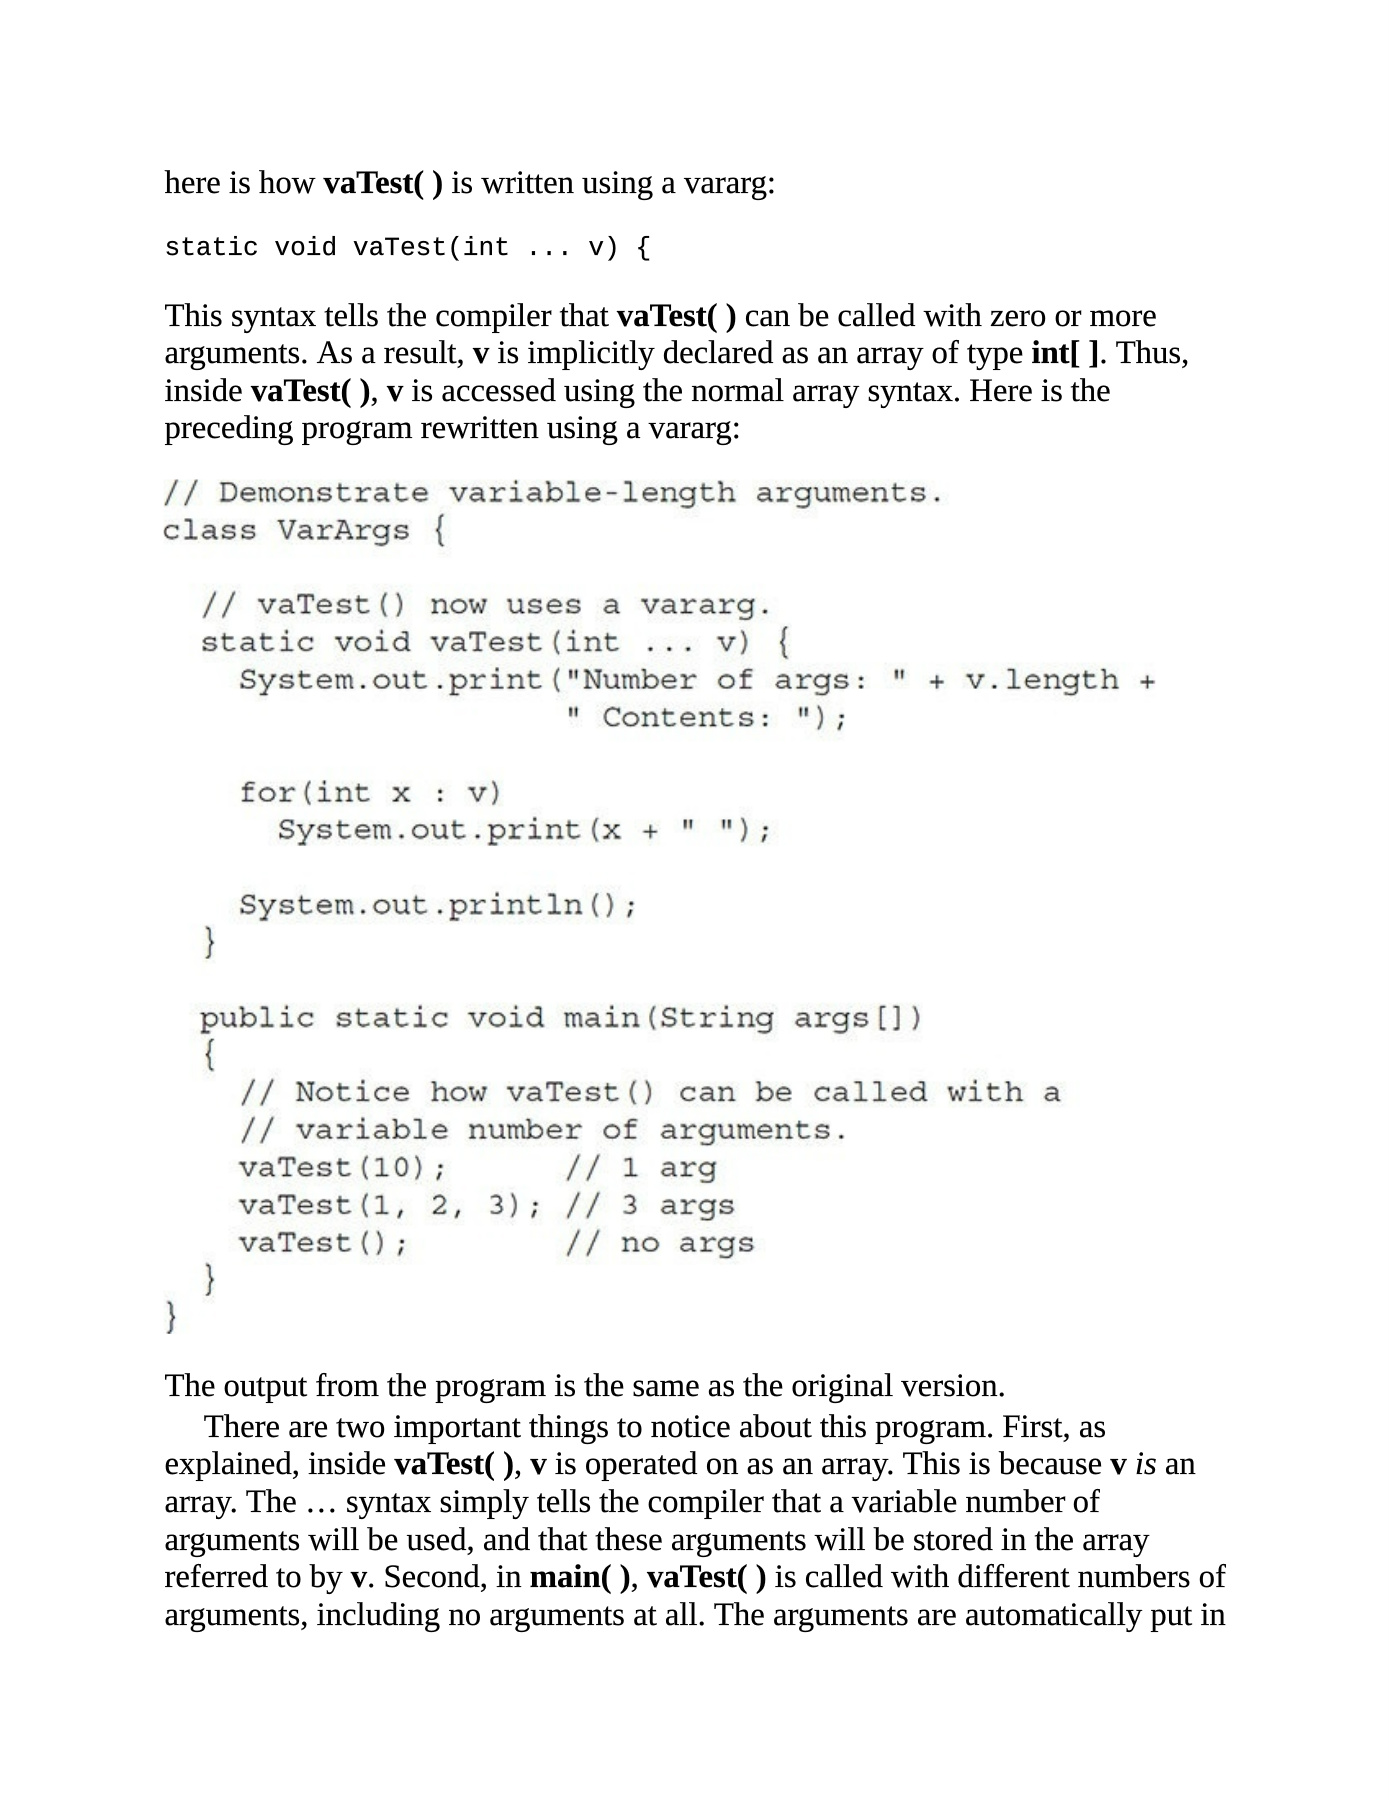 here is how vaTest( ) is written using a vararg:
static void vaTest(int ... v) {
This syntax tells the compiler that vaTest( ) can be called with zero or more
arguments. As a result, v is implicitly declared as an array of type int[ ]. Thus,
inside vaTest( ), v is accessed using the normal array syntax. Here is the
preceding program rewritten using a vararg:
// Demonstrate variable-length arguments.
class VarArgs {
  // vaTest() now uses a vararg.
  static void vaTest(int ... v) {
    System.out.print("Number of args: " + v.length +
                     " Contents: ");
    for(int x : v)
      System.out.print(x + " ");
    System.out.println();
  }
  public static void main(String args[])
  {
    // Notice how vaTest() can be called with a
    // variable number of arguments.
    vaTest(10);      // 1 arg
    vaTest(1, 2, 3); // 3 args
    vaTest();        // no args
  }
}
The output from the program is the same as the original version.
There are two important things to notice about this program. First, as
explained, inside vaTest( ), v is operated on as an array. This is because v is an
array. The … syntax simply tells the compiler that a variable number of
arguments will be used, and that these arguments will be stored in the array
referred to by v. Second, in main( ), vaTest( ) is called with different numbers of
arguments, including no arguments at all. The arguments are automatically put in